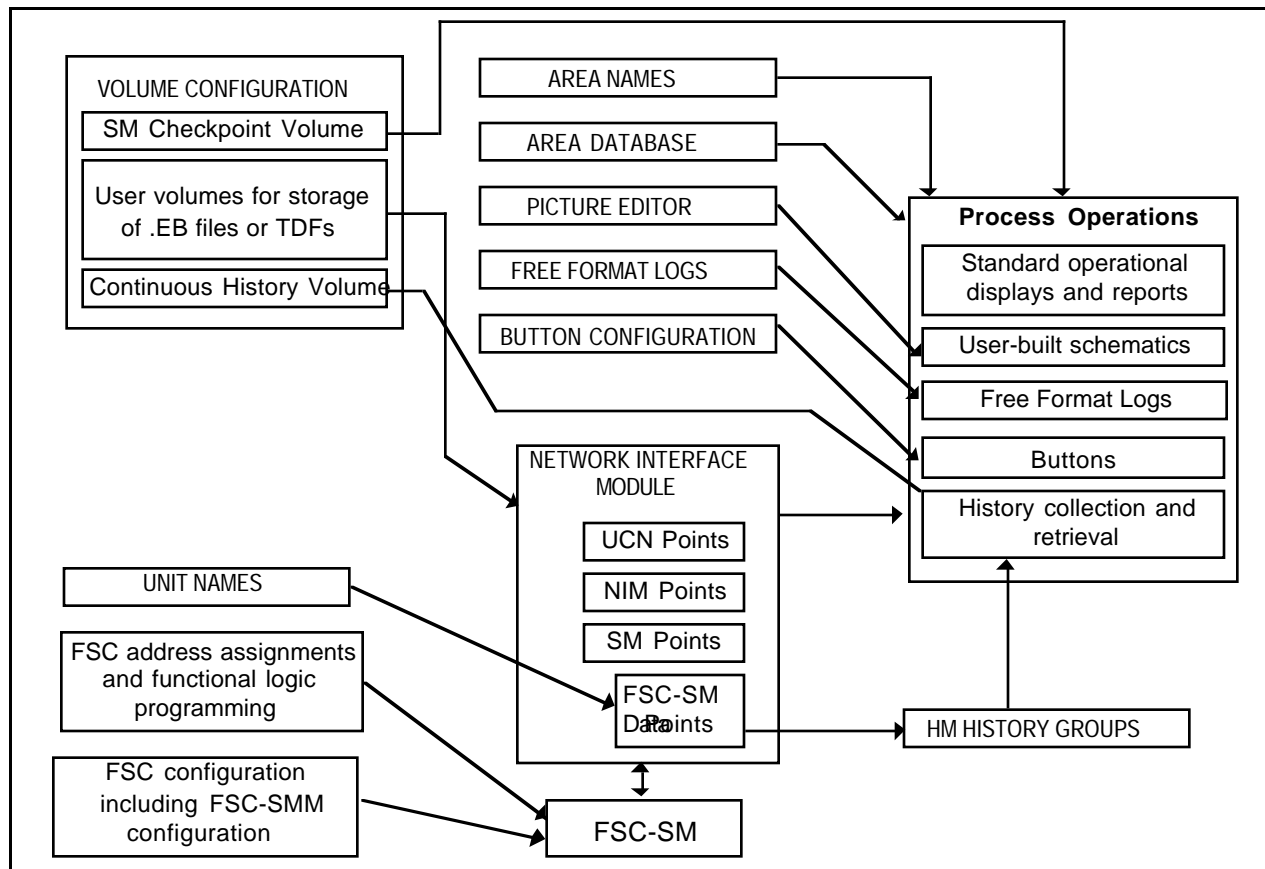 VOLUME CONFIGURATION
SM Checkpoint Volume
User volumes for storage
of .EB files or TDFs
Continuous History Volume
AREA NAMES
AREA DATABASE
PICTURE EDITOR
FREE FORMAT LOGS
BUTTON CONFIGURATION
Process Operations
Standard operational
displays and reports
User-built schematics
Free Format Logs
Buttons
History collection and
retrieval
NETWORK INTERFACE
MODULE
UCN Points
NIM Points
SM Points
FSC-SM
Data Points
UNIT NAMES
FSC address assignments
and functional logic
programming
FSC configuration
including FSC-SMM
configuration
FSC-SM
HM HISTORY GROUPS